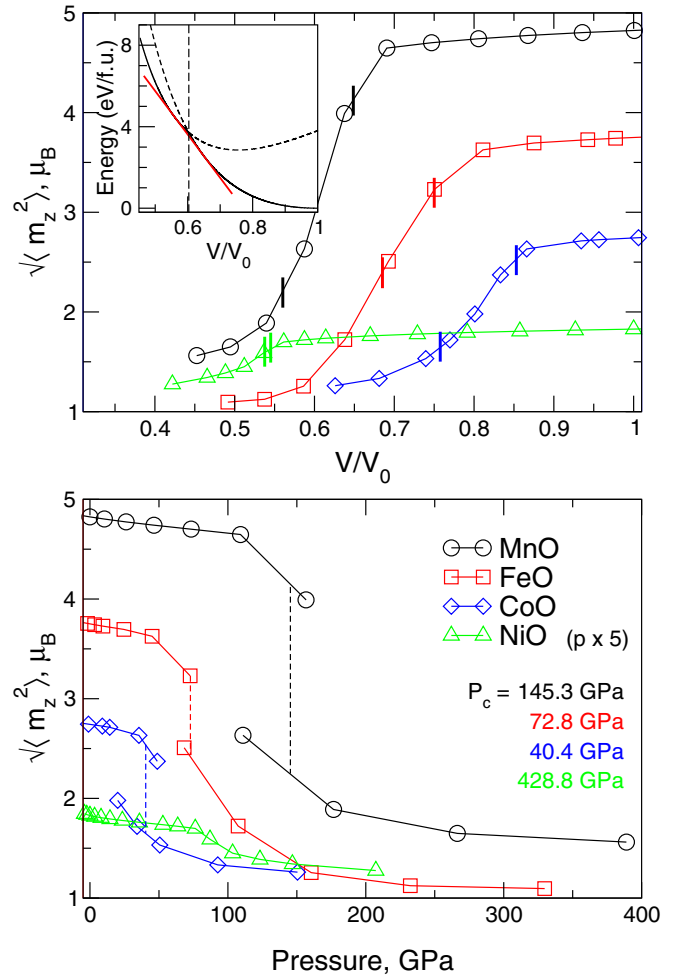 8
4
0
Energy (eV/f.u.)
0.6 0.8 1
V/V0
5
4
3
2
1
√⟨ m_z^2 ⟩, μ_B
0.4 0.5 0.6 0.7 0.8 0.9 1
V/V0
5
4
3
2
1
√⟨ m_z^2 ⟩, μ_B
MnO
FeO
CoO
NiO (p x 5)
P_c = 145.3 GPa
72.8 GPa
40.4 GPa
428.8 GPa
0 100 200 300 400
Pressure, GPa